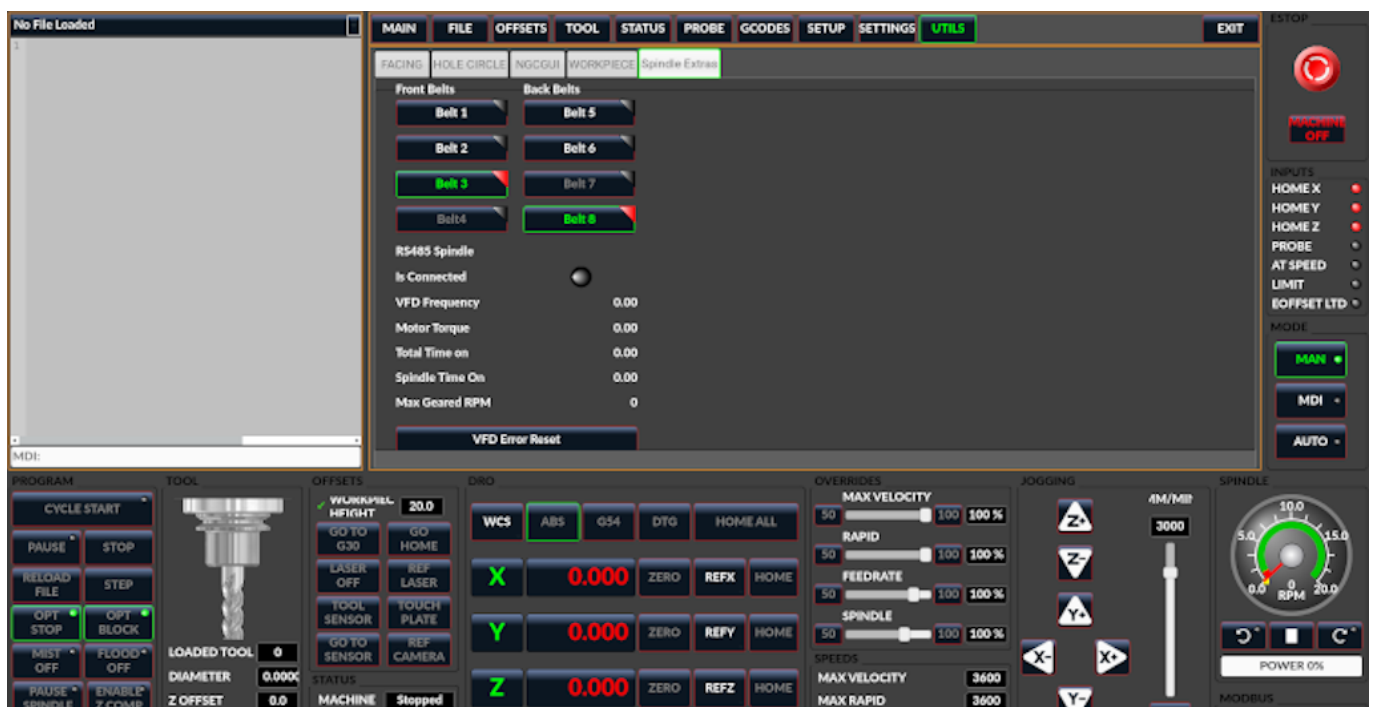 No File Loaded
1
MDI:
MAIN FILE OFFSETS TOOL STATUS PROBE GCODES SETUP SETTINGS UTILS EXIT
FACING HOLE CIRCLE NGCGUI WORKPIECE Spindle Extras
Front Belts Back Belts
Belt 1 Belt 5
Belt 2 Belt 6
Belt 3 Belt 7
Belt4 Belt 8
RS485 Spindle
Is Connected
VFD Frequency 0.00
Motor Torque 0.00
Total Time on 0.00
Spindle Time On 0.00
Max Geared RPM 0
VFD Error Reset
ESTOP
MACHINE
OFF
INPUTS
HOME X
HOME Y
HOME Z
PROBE
AT SPEED
LIMIT
EOFFSET LTD
MODE
MAN
MDI
AUTO
PROGRAM
CYCLE START
PAUSE STOP
RELOAD
FILE
STEP
OPT
STOP
OPT
BLOCK
MIST
OFF
FLOOD
OFF
PAUSE
SPINDLE
ENABLE
Z COMP
TOOL
LOADED TOOL 0
DIAMETER 0.000
Z OFFSET 0.0
OFFSETS
WORKPIEC
HEIGHT
20.0
GO TO
G30
GO
HOME
LASER
OFF
REF
LASER
TOOL
SENSOR
TOUCH
PLATE
GO TO
SENSOR
REF
CAMERA
STATUS
MACHINE Stopped
DRO
WCS ABS G54 DTG HOME ALL
X 0.000 ZERO REFX HOME
Y 0.000 ZERO REFY HOME
Z 0.000 ZERO REFZ HOME
OVERRIDES
MAX VELOCITY
50 100 100 %
RAPID
50 100 100 %
FEEDRATE
50 100 100 %
SPINDLE
50 100 100 %
SPEEDS
MAX VELOCITY 3600
MAX RAPID 3600
JOGGING
Z+
Z-
Y+
X- X+
Y-
3000
SPINDLE
10.0
5.0 15.0
0.0 0 20.0
RPM
POWER 0%
MODBUS